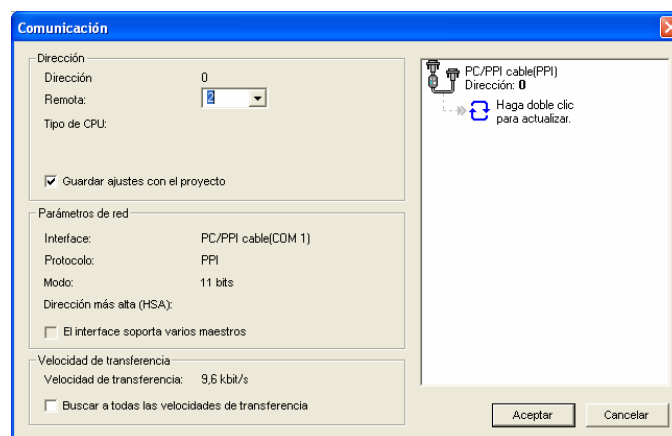 Comunicación
Dirección
Dirección 0
Remota: 2
Tipo de CPU:
Guardar ajustes con el proyecto
Parámetros de red
Interface: PC/PPI cable(COM 1)
Protocolo: PPI
Modo: 11 bits
Dirección más alta (HSA):
El interface soporta varios maestros
Velocidad de transferencia
Velocidad de transferencia: 9,6 kbit/s
Buscar a todas las velocidades de transferencia
PC/PPI cable(PPI)
Dirección: 0
Haga doble clic
para actualizar.
Aceptar Cancelar